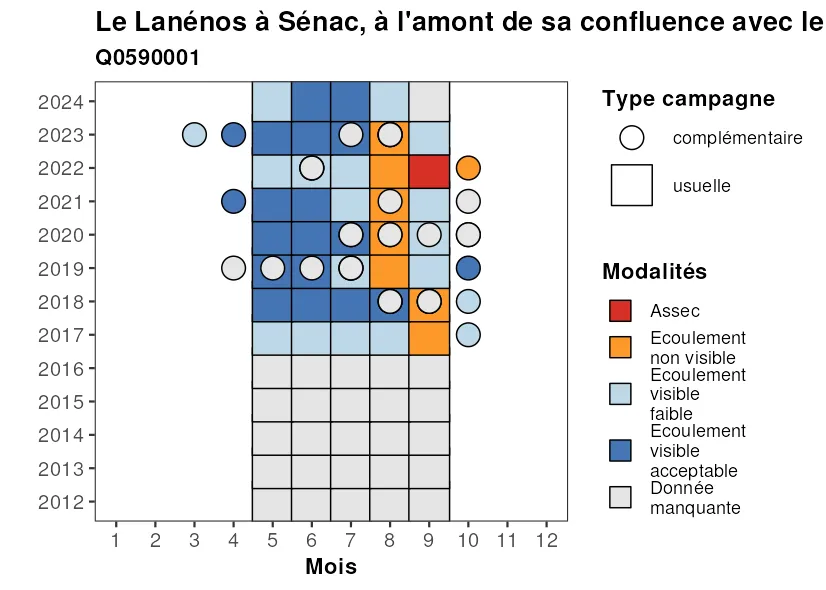 Le Lanénos à Sénac, à l'amont de sa confluence avec le
Q0590001
2024
2023
2022
2021
2020
2019
2018
2017
2016
2015
2014
2013
2012
1 2 3 4 5 6 7 8 9 10 11 12
Mois
Type campagne
complémentaire
usuelle
Modalités
Assec
Ecoulement
non visible
Ecoulement
visible
faible
Ecoulement
visible
acceptable
Donnée
manquante